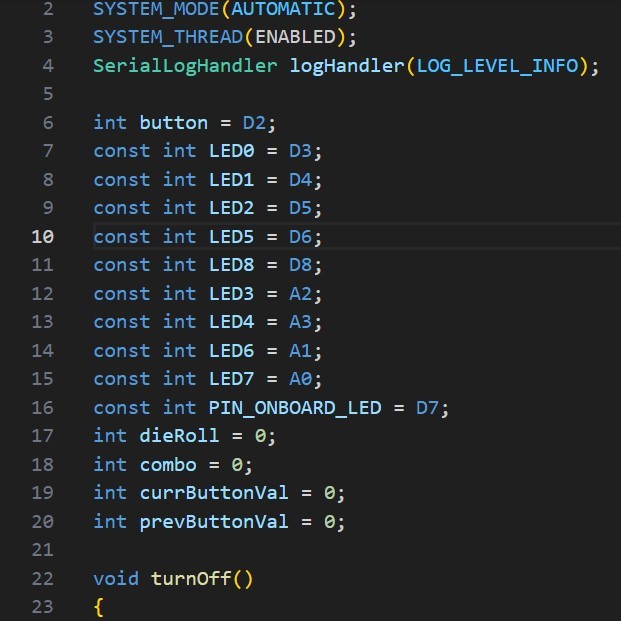 2 SYSTEM_MODE(AUTOMATIC);
3 SYSTEM_THREAD(ENABLED);
4 SerialLogHandler logHandler(LOG_LEVEL_INFO);
5
6 int button = D2;
7 const int LED0 = D3;
8 const int LED1 = D4;
9 const int LED2 = D5;
10 const int LED5 = D6;
11 const int LED8 = D8;
12 const int LED3 = A2;
13 const int LED4 = A3;
14 const int LED6 = A1;
15 const int LED7 = A0;
16 const int PIN_ONBOARD_LED = D7;
17 int dieRoll = 0;
18 int combo = 0;
19 int currButtonVal = 0;
20 int prevButtonVal = 0;
21
22 void turnOff()
23 {